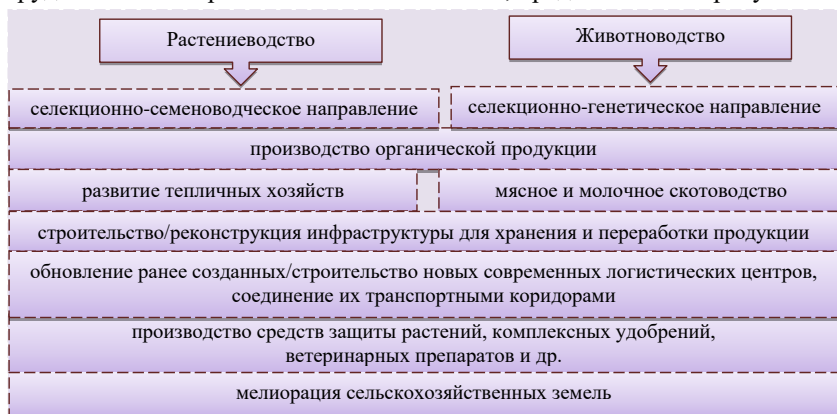 Растениеводство
Животноводство
селекционно-семеноводческое направление
селекционно-генетическое направление
производство органической продукции
развитие тепличных хозяйств
мясное и молочное скотоводство
строительство/реконструкция инфраструктуры для хранения и переработки продукции
обновление ранее созданных/строительство новых современных логистических центров,
соединение их транспортными коридорами
производство средств защиты растений, комплексных удобрений,
ветеринарных препаратов и др.
мелиорация сельскохозяйственных земель